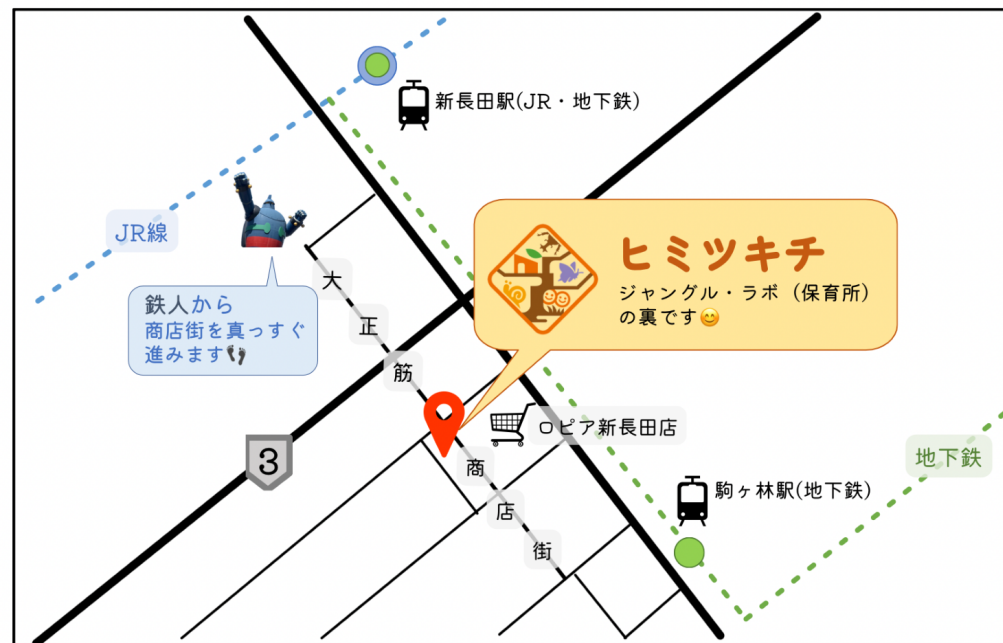 新長田駅(JR・地下鉄)
JR線
ヒミツキチ
ジャングル・ラボ（保育所）
の裏です😊
鉄人から
商店街を真っすぐ
進みます👣
大正筋商店街
ロピア新長田店
3
地下鉄
駒ヶ林駅(地下鉄)